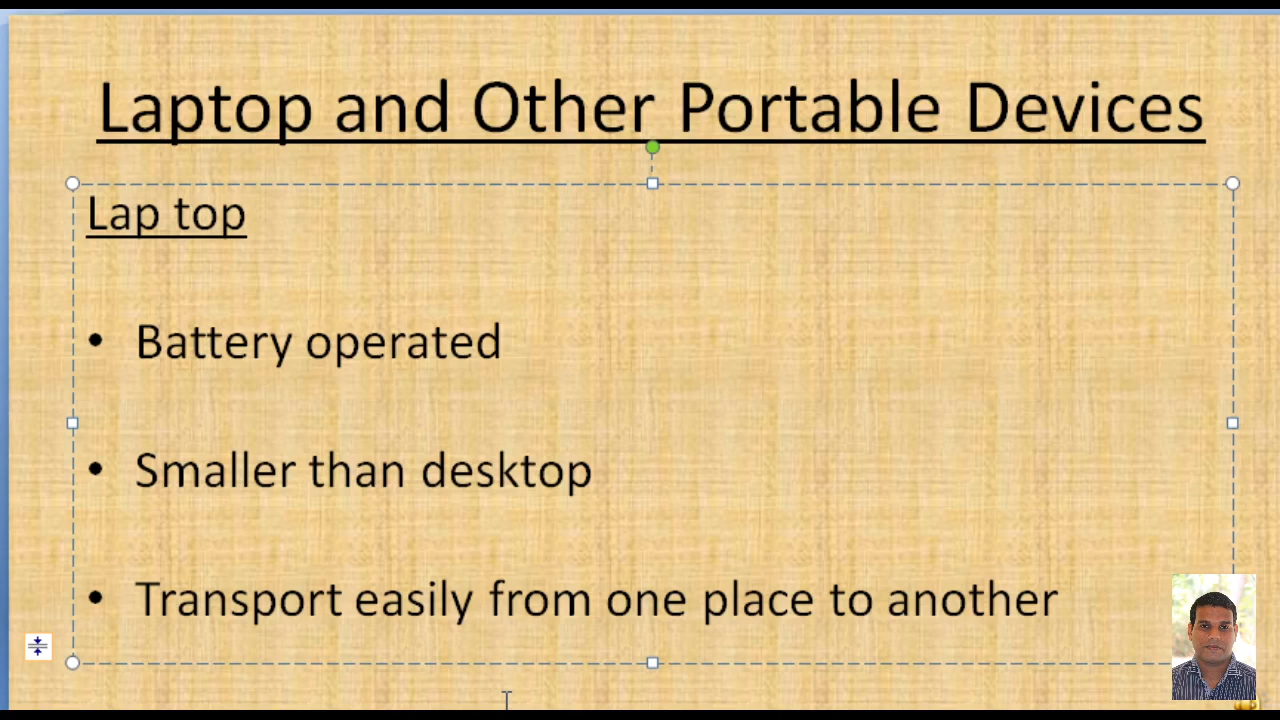 Laptop and Other Portable Devices
Lap top
• Battery operated
• Smaller than desktop
• Transport easily from one place to another